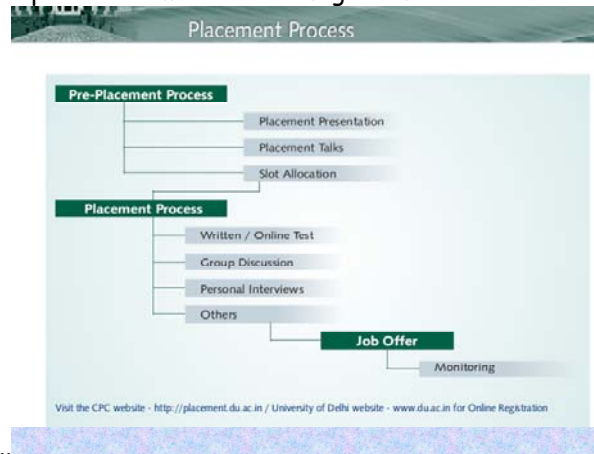 Placement Process
Pre-Placement Process
Placement Presentation
Placement Talks
Slot Allocation
Placement Process
Written / Online Test
Group Discussion
Personal Interviews
Others
Job Offer
Monitoring
Visit the CPC website - http://placement.du.ac.in / University of Delhi website - www.du.ac.in for Online Registration